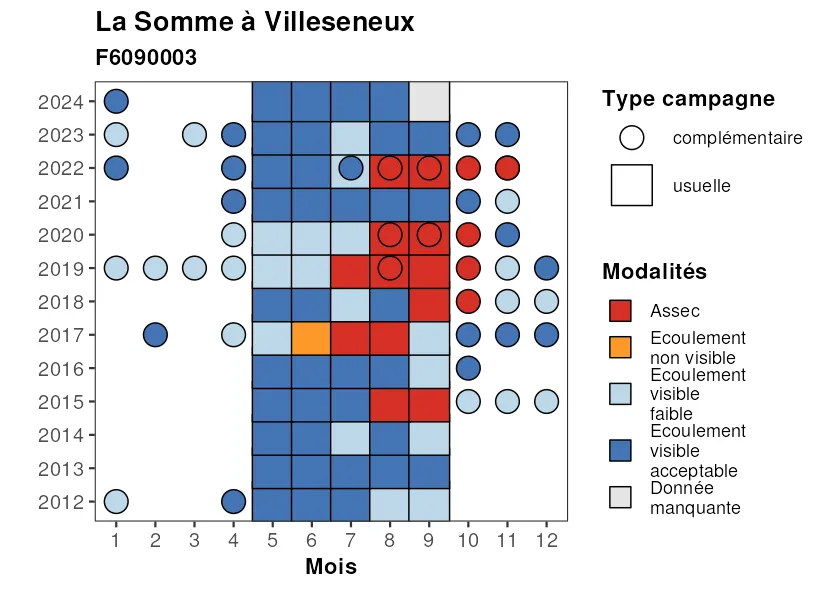 La Somme à Villeseneux
F6090003
2024
2023
2022
2021
2020
2019
2018
2017
2016
2015
2014
2013
2012
1 2 3 4 5 6 7 8 9 10 11 12
Mois
Type campagne
complémentaire
usuelle
Modalités
Assec
Ecoulement
non visible
Ecoulement
visible
faible
Ecoulement
visible
acceptable
Donnée
manquante